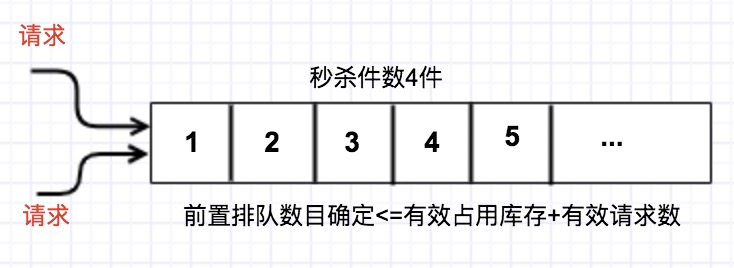 请求
秒杀件数4件
1 2 3 4 5 ...
请求
前置排队数目确定<=有效占用库存+有效请求数